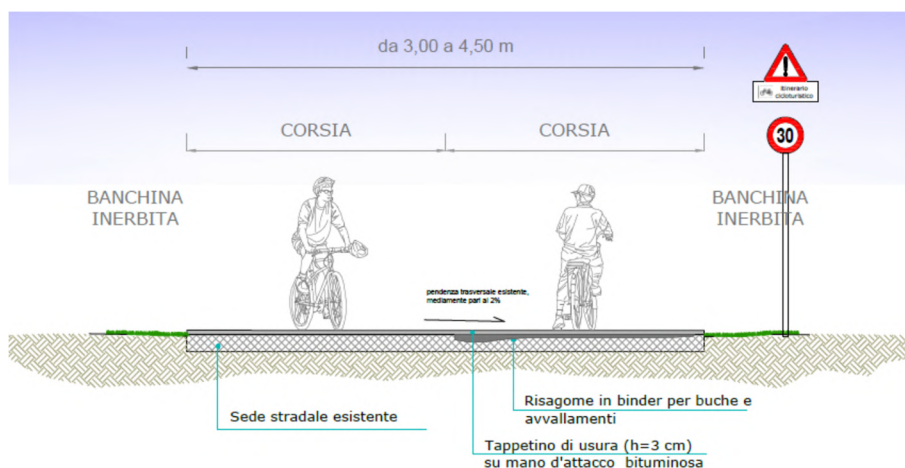 da 3,00 a 4,50 m
itinerario
cicloturistico
CORSIA
CORSIA
30
BANCHINA
INERBITA
BANCHINA
INERBITA
pendenza trasversale esistente,
mediamente pari al 2%
Sede stradale esistente
Risagome in binder per buche e
avvallamenti
Tappetino di usura (h=3 cm)
su mano d'attacco bituminosa